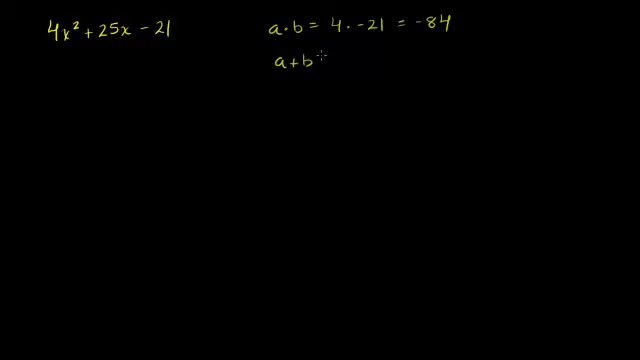 4x² + 25x - 21
a · b = 4 · -21 = -84
a + b